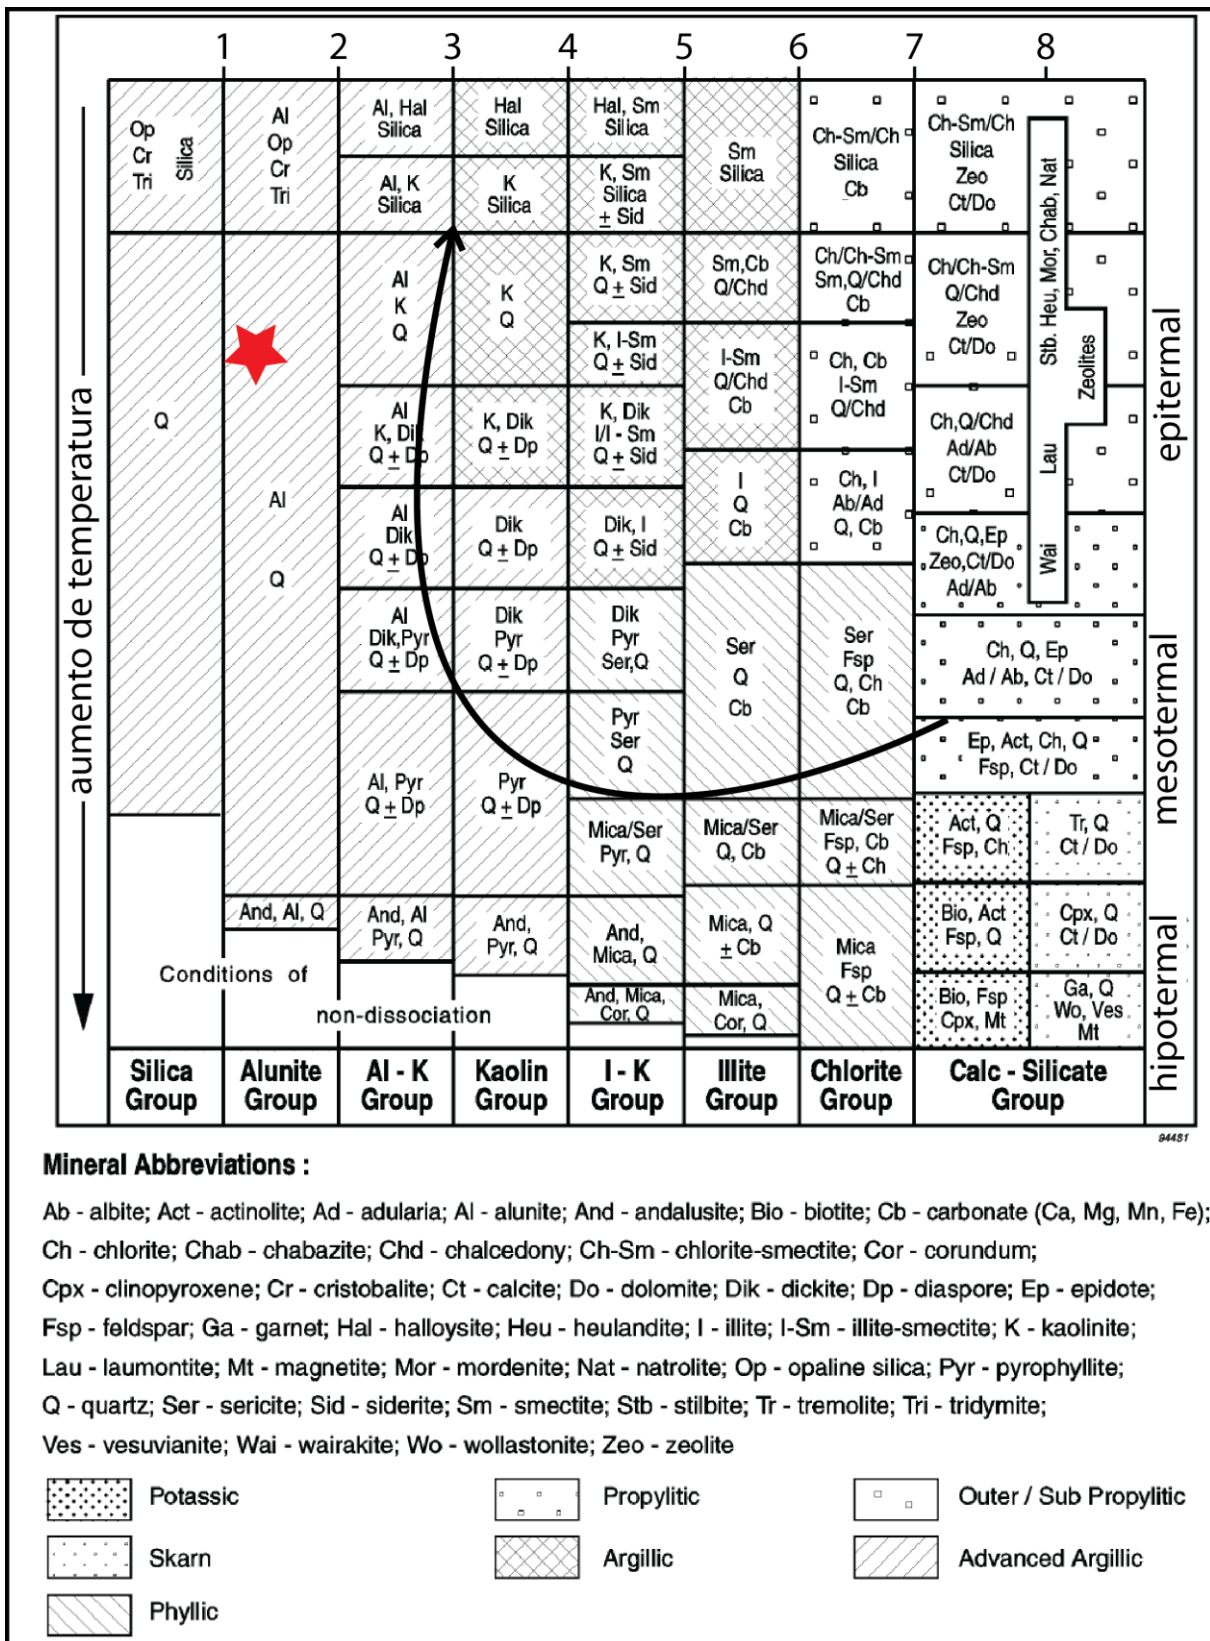 1 2 3 4 5 6 7 8
Op
Cr
Tri
Silica
Al
Op
Cr
Tri
Al, Hal
Silica
Hal
Silica
Hal, Sm
Silica
Sm
Silica
Ch-Sm/Ch
Silica
Cb
Ch-Sm/Ch
Silica
Zeo
Ct/Do
Al, K
Silica
K
Silica
K, Sm
Silica
± Sid
Al
K
Q
K
Q
K, Sm
Q ± Sid
Sm,Cb
Q/Chd
Ch/Ch-Sm
Sm,Q/Chd
Cb
Ch/Ch-Sm
Q/Chd
Zeo
Ct/Do
K, I-Sm
Q ± Sid
I-Sm
Q/Chd
Cb
Ch, Cb
I-Sm
Q/Chd
Q
Al
Q
Al
K, Dik
Q ± Dp
K, Dik
Q ± Dp
K, Dik
I/I - Sm
Q ± Sid
I
Q
Cb
Ch, I
Ab/Ad
Q, Cb
Ch,Q/Chd
Ad/Ab
Ct/Do
Al
Dik
Q ± Dp
Dik
Q ± Dp
Dik, I
Q ± Sid
Ch,Q,Ep
Zeo,Ct/Do
Ad/Ab
Stb. Heu, Mor, Chab, Nat
Zeolites
Lau
Wai
Al
Dik,Pyr
Q ± Dp
Dik
Pyr
Q ± Dp
Dik
Pyr
Ser,Q
Ser
Q
Cb
Ser
Fsp
Q, Ch
Cb
Ch, Q, Ep
Ad / Ab, Ct / Do
Al, Pyr
Q ± Dp
Pyr
Q ± Dp
Pyr
Ser
Q
Ep, Act, Ch, Q
Fsp, Ct / Do
Mica/Ser
Pyr, Q
Mica/Ser
Q, Cb
Mica/Ser
Fsp, Cb
Q ± Ch
Act, Q
Fsp, Ch
Tr, Q
Ct / Do
And, Al, Q
And, Al
Pyr, Q
And,
Pyr, Q
And,
Mica, Q
Mica, Q
± Cb
Mica
Fsp
Q ± Cb
Bio, Act
Fsp, Q
Cpx, Q
Ct / Do
And, Mica,
Cor, Q
Mica,
Cor, Q
Bio, Fsp
Cpx, Mt
Ga, Q
Wo, Ves
Mt
Conditions of
non-dissociation
aumento de temperatura
epitermal
mesotermal
hipotermal
Silica
Group
Alunite
Group
Al - K
Group
Kaolin
Group
I - K
Group
Illite
Group
Chlorite
Group
Calc - Silicate
Group
94481
Mineral Abbreviations :
Ab - albite; Act - actinolite; Ad - adularia; Al - alunite; And - andalusite; Bio - biotite; Cb - carbonate (Ca, Mg, Mn, Fe);
Ch - chlorite; Chab - chabazite; Chd - chalcedony; Ch-Sm - chlorite-smectite; Cor - corundum;
Cpx - clinopyroxene; Cr - cristobalite; Ct - calcite; Do - dolomite; Dik - dickite; Dp - diaspore; Ep - epidote;
Fsp - feldspar; Ga - garnet; Hal - halloysite; Heu - heulandite; I - illite; I-Sm - illite-smectite; K - kaolinite;
Lau - laumontite; Mt - magnetite; Mor - mordenite; Nat - natrolite; Op - opaline silica; Pyr - pyrophyllite;
Q - quartz; Ser - sericite; Sid - siderite; Sm - smectite; Stb - stilbite; Tr - tremolite; Tri - tridymite;
Ves - vesuvianite; Wai - wairakite; Wo - wollastonite; Zeo - zeolite
Potassic
Propylitic
Outer / Sub Propylitic
Skarn
Argillic
Advanced Argillic
Phyllic